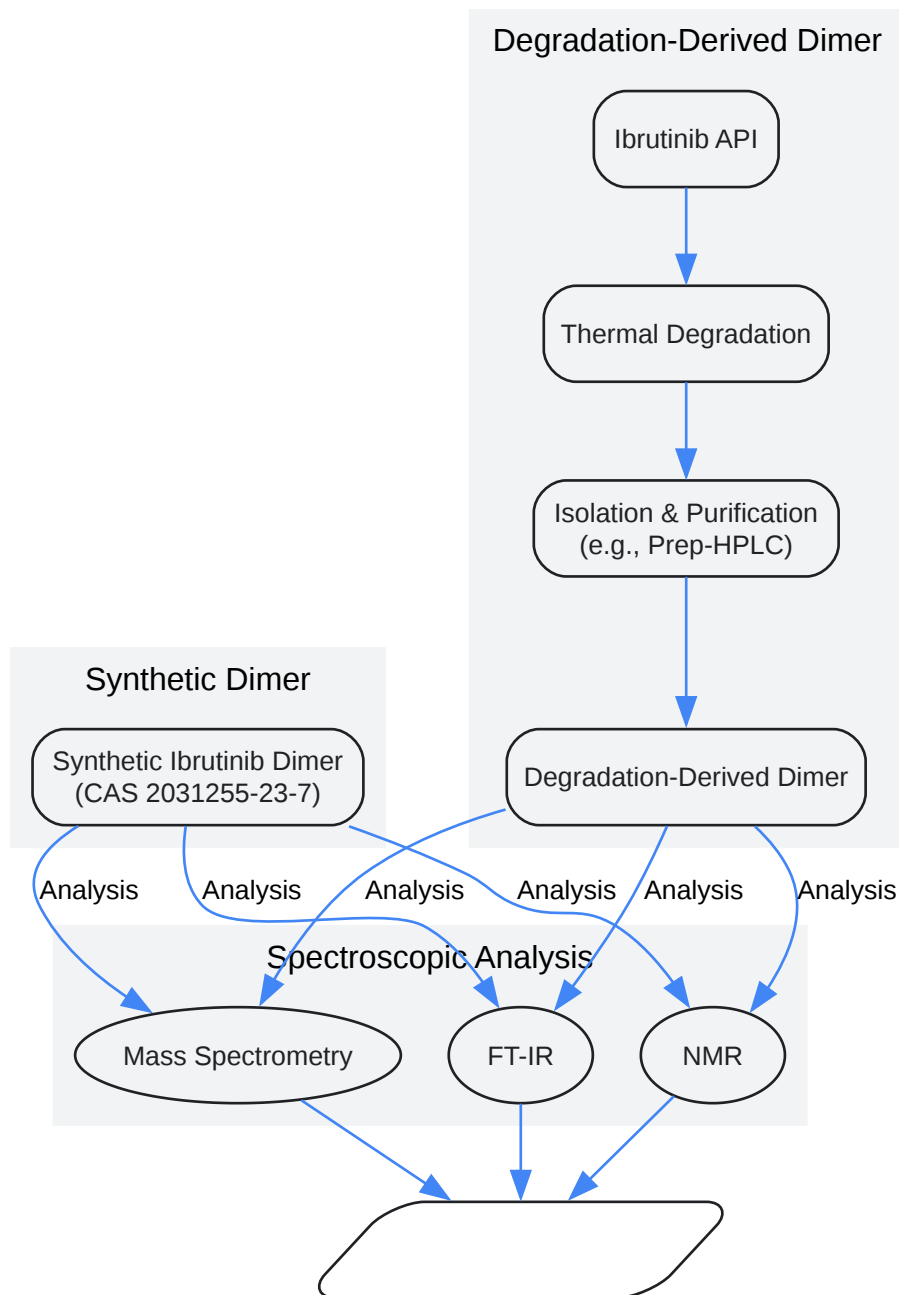 Degradation-Derived Dimer
Ibrutinib API
Thermal Degradation
Isolation & Purification
(e.g., Prep-HPLC)
Synthetic Dimer
Synthetic Ibrutinib Dimer
(CAS 2031255-23-7)
Degradation-Derived Dimer
Analysis
Analysis
Analysis
Analysis
Analysis
Analysis
Spectroscopic Analysis
Mass Spectrometry
FT-IR
NMR